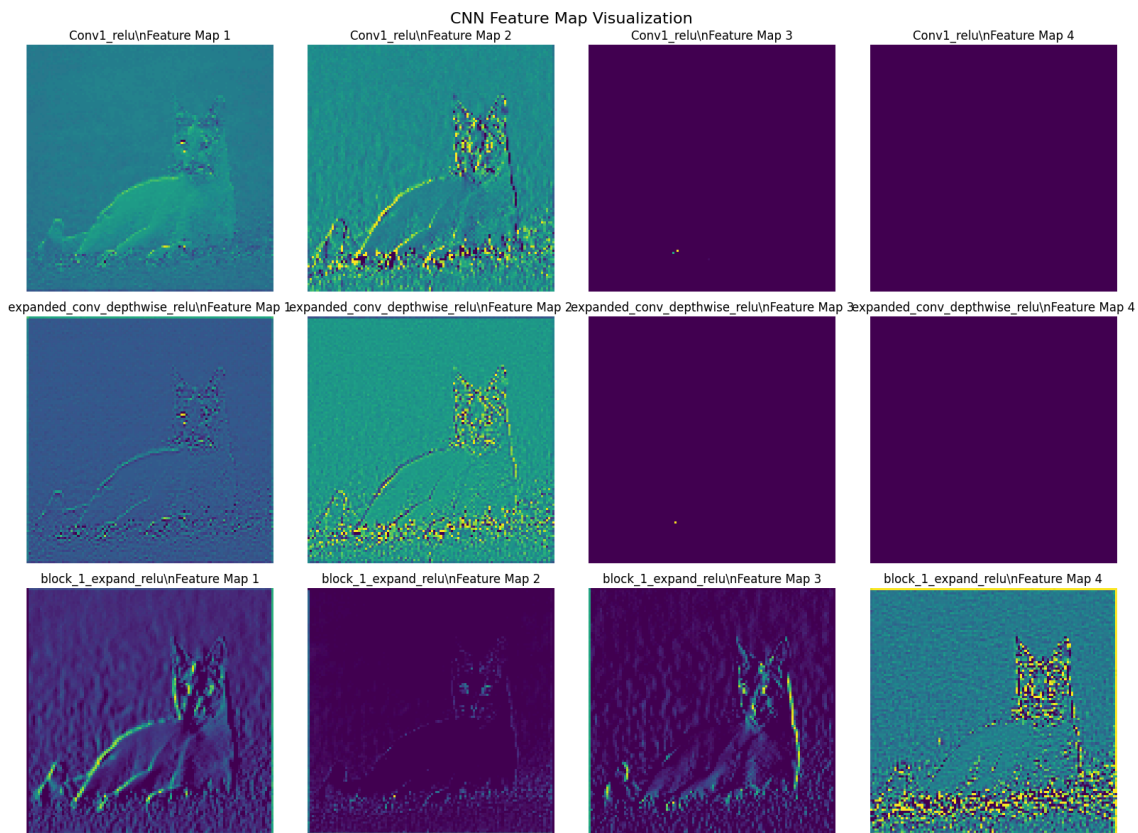 CNN Feature Map Visualization
Conv1_relu\nFeature Map 1
Conv1_relu\nFeature Map 2
Conv1_relu\nFeature Map 3
Conv1_relu\nFeature Map 4
expanded_conv_depthwise_relu\nFeature Map 1
expanded_conv_depthwise_relu\nFeature Map 2
expanded_conv_depthwise_relu\nFeature Map 3
expanded_conv_depthwise_relu\nFeature Map 4
block_1_expand_relu\nFeature Map 1
block_1_expand_relu\nFeature Map 2
block_1_expand_relu\nFeature Map 3
block_1_expand_relu\nFeature Map 4